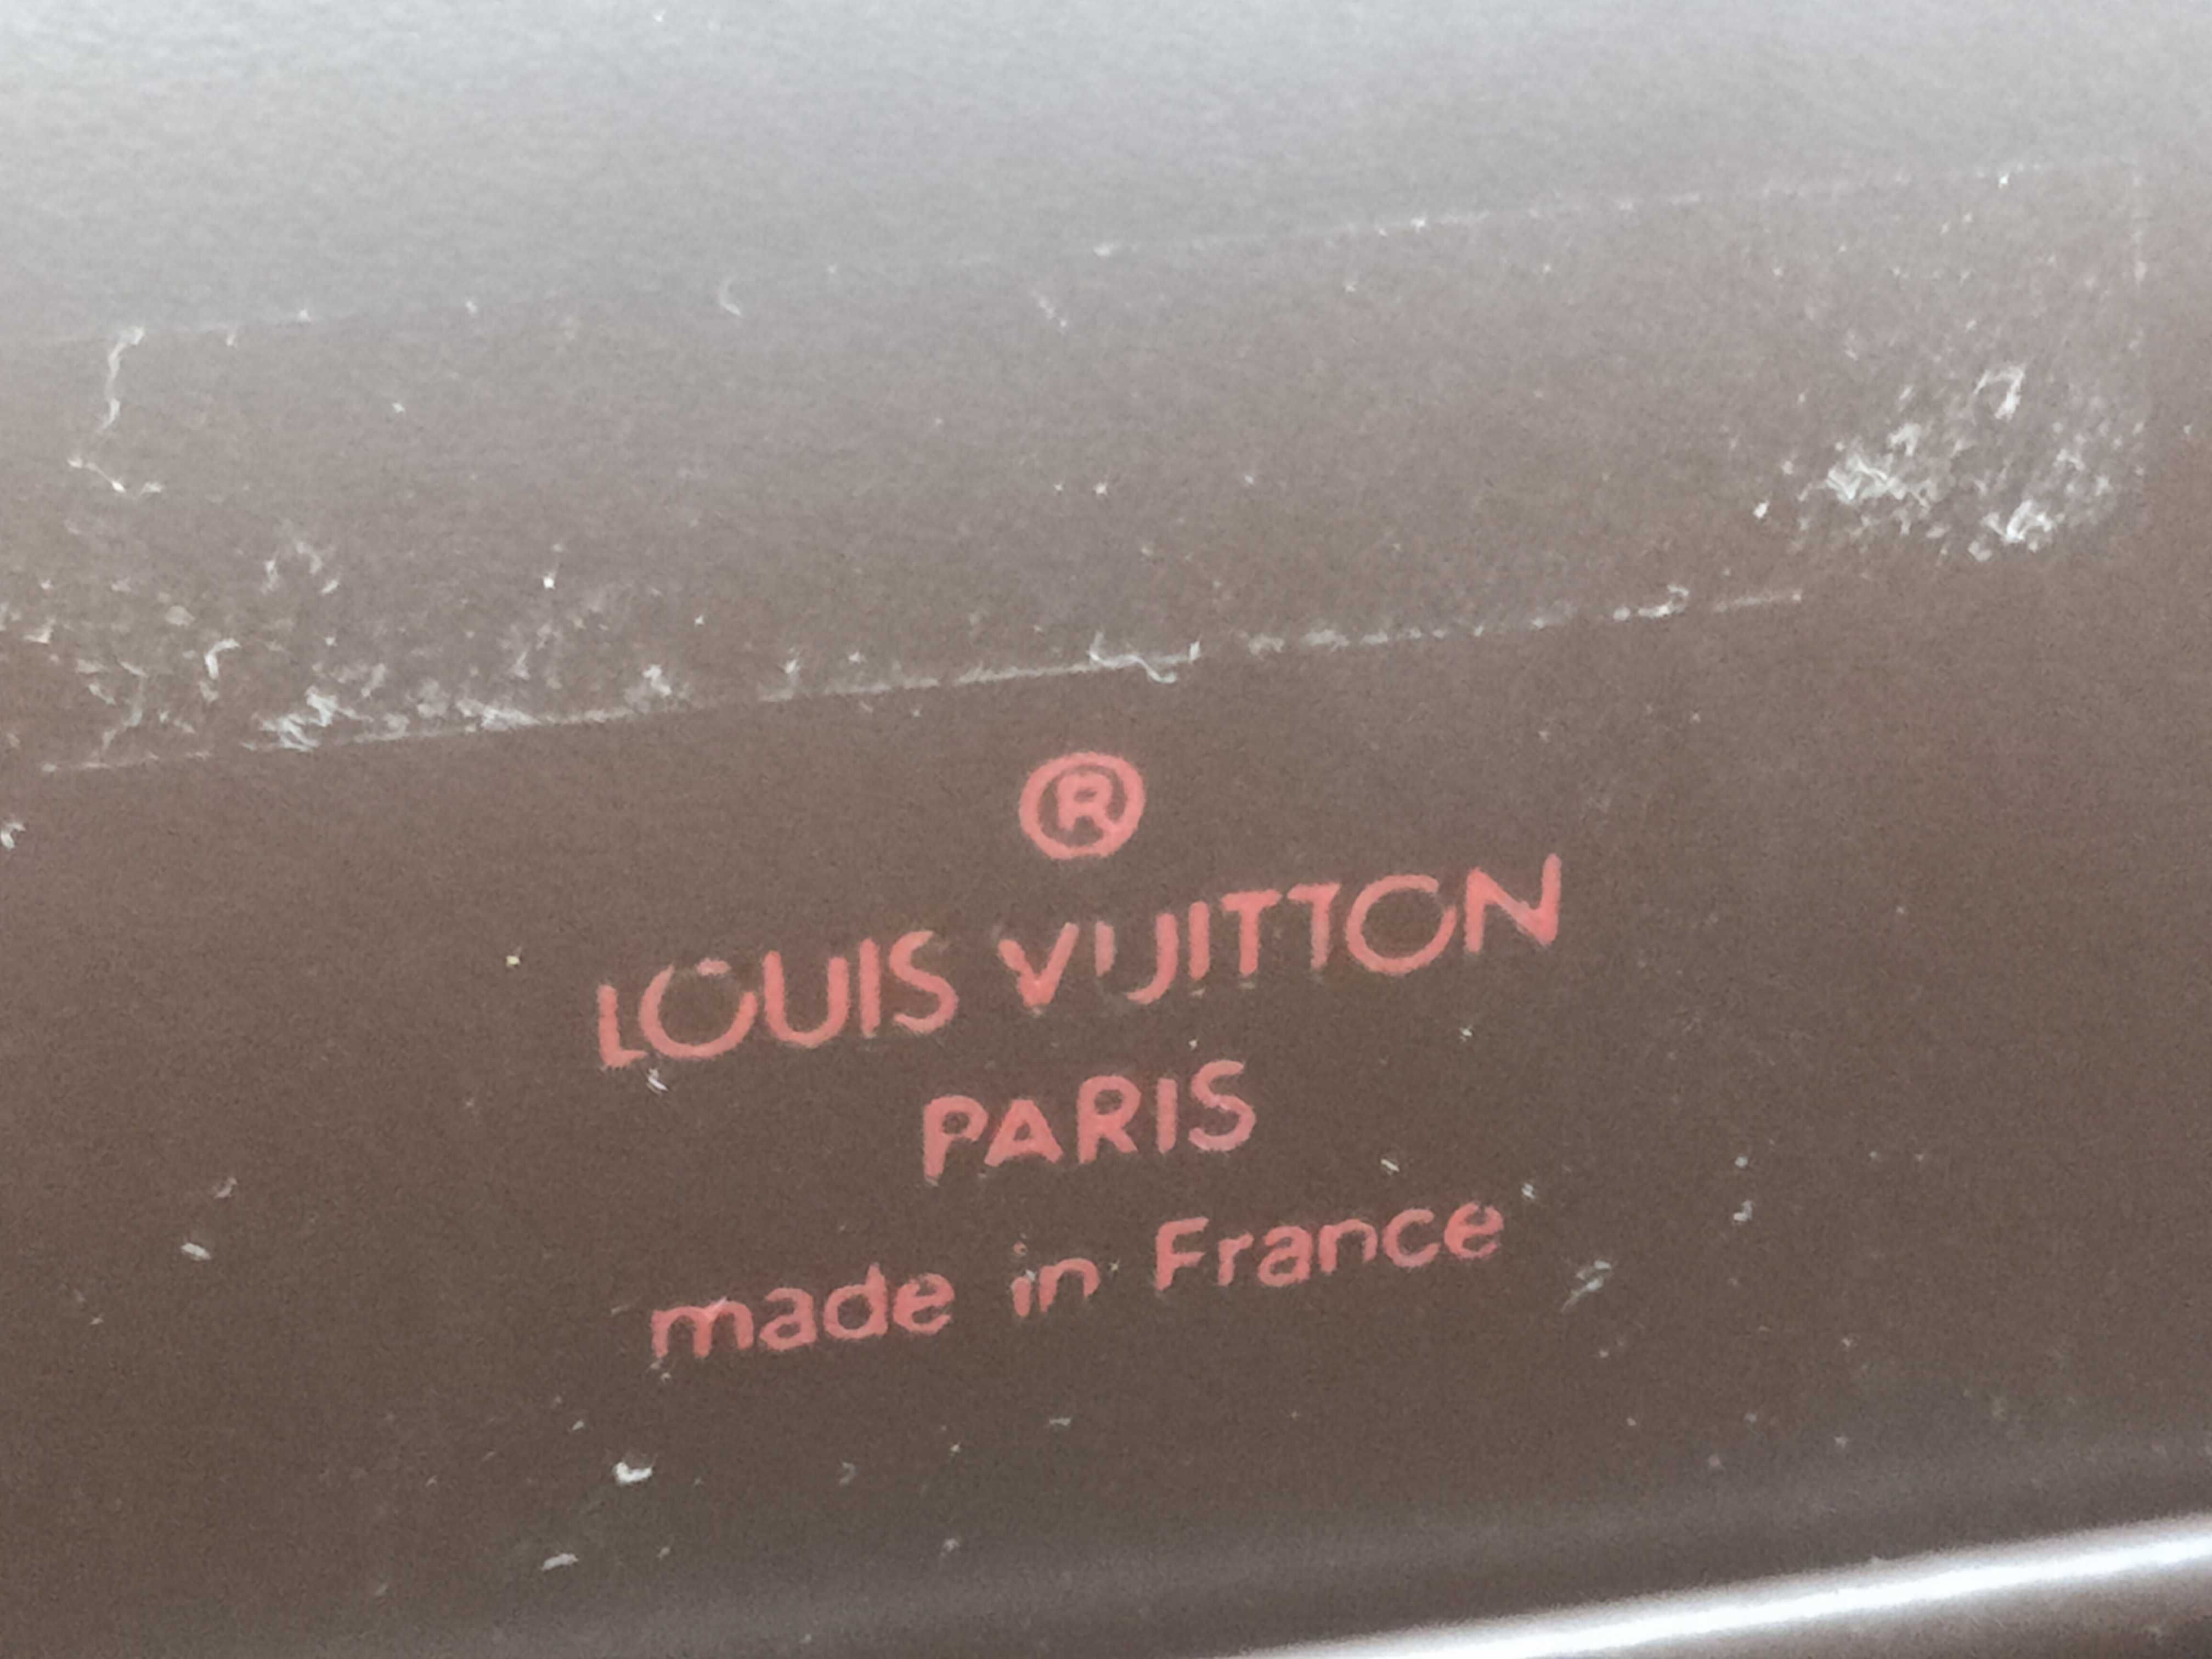 ®
LOUIS VUITTON
PARIS
made in France